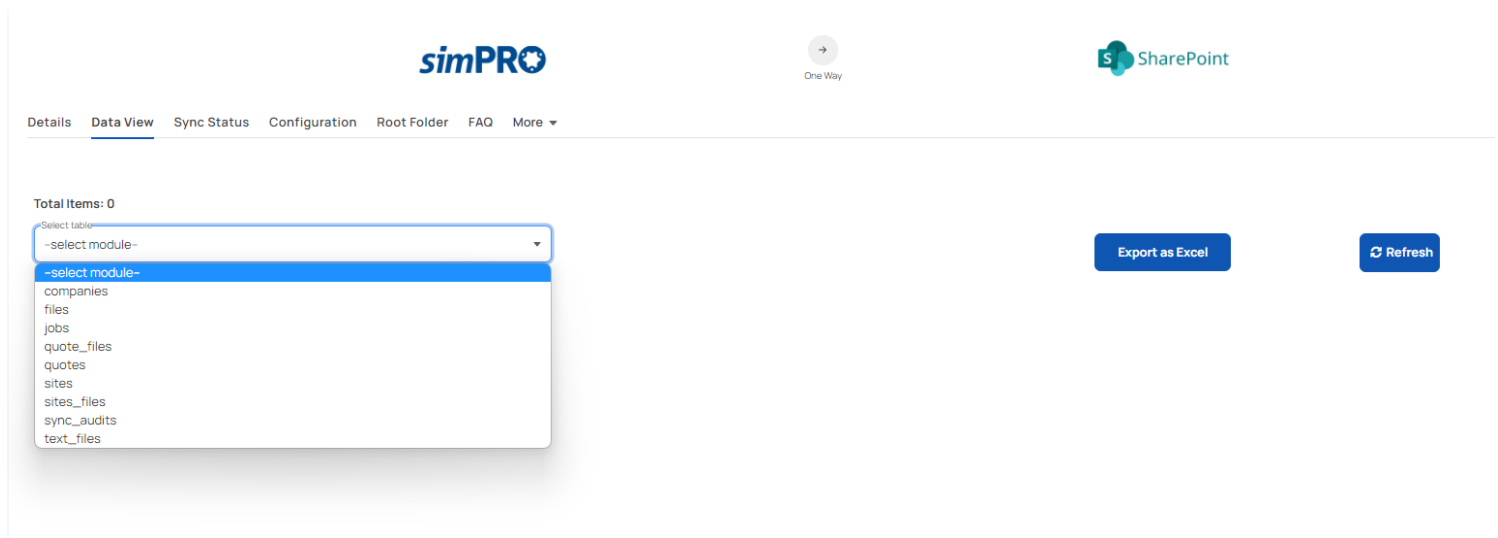 simPRO
One Way
SharePoint
Details Data View Sync Status Configuration Root Folder FAQ More
Total Items: 0
Select table
-select module-
Export as Excel
Refresh
-select module-
companies
files
jobs
quote_files
quotes
sites
sites_files
sync_audits
text_files